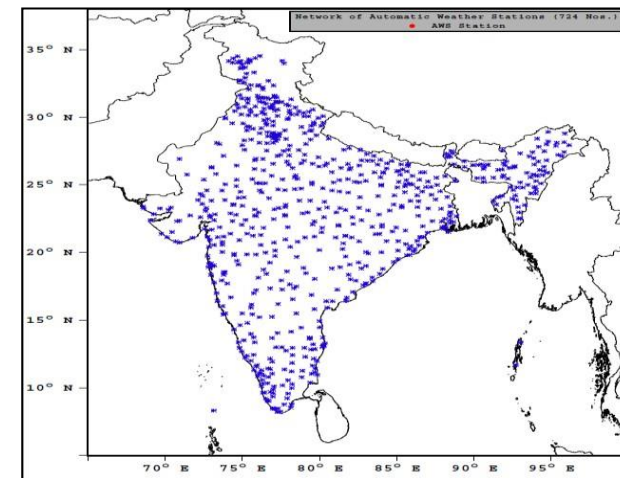 Network of Automatic Weather Stations (724 Nos.)
AWS Station
35° N
30° N
25° N
20° N
15° N
10° N
70° E 75° E 80° E 85° E 90° E 95° E